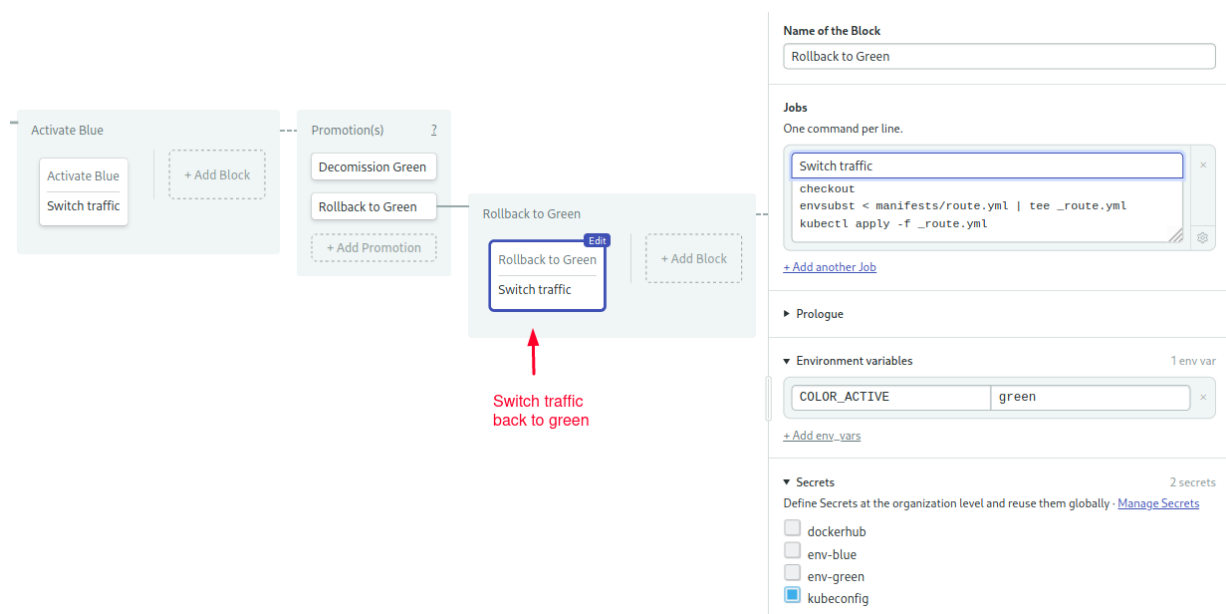 Activate Blue
Activate Blue
Switch traffic
+ Add Block
Promotion(s)
?
Decomission Green
Rollback to Green
+ Add Promotion
Rollback to Green
Edit
Rollback to Green
Switch traffic
+ Add Block
Switch traffic
back to green
Name of the Block
Rollback to Green
Jobs
One command per line.
Switch traffic
×
checkout
envsubst < manifests/route.yml | tee _route.yml
kubectl apply -f _route.yml
+ Add another Job
Prologue
Environment variables
1 env var
COLOR_ACTIVE
green
×
+ Add env_vars
Secrets
2 secrets
Define Secrets at the organization level and reuse them globally · Manage Secrets
dockerhub
env-blue
env-green
kubeconfig